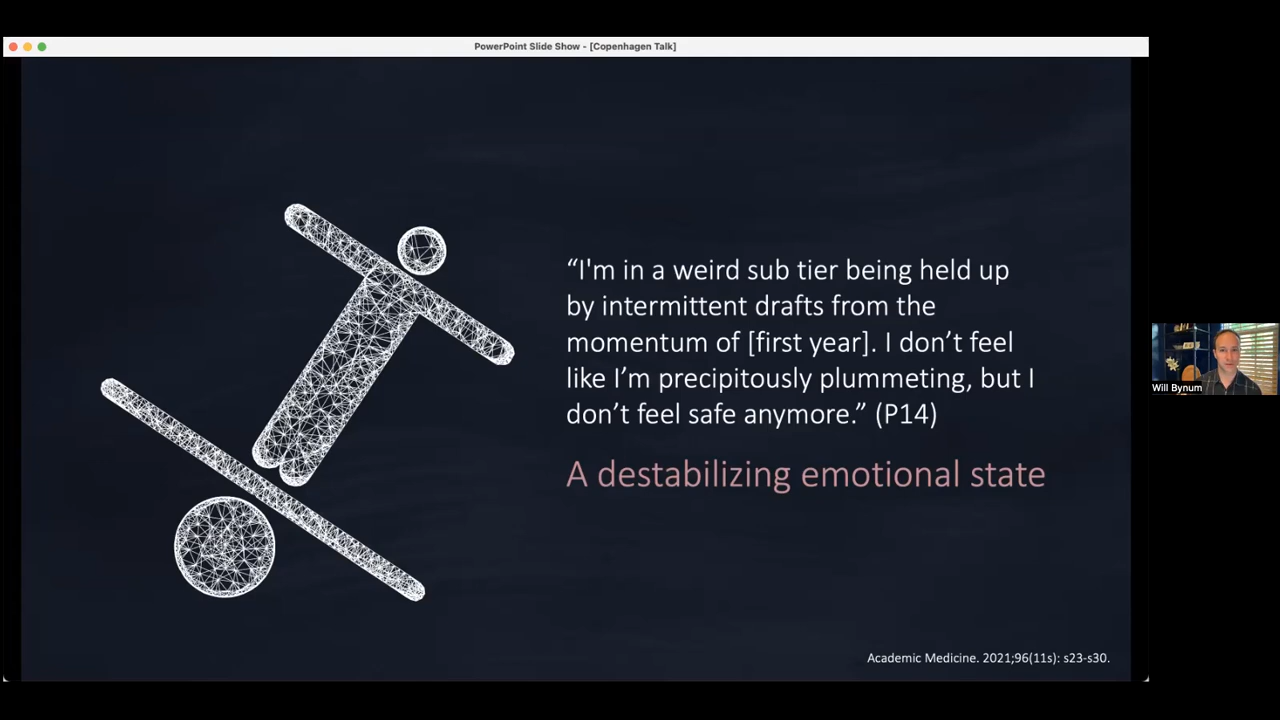 PowerPoint Slide Show - [Copenhagen Talk]
“I'm in a weird sub tier being held up
by intermittent drafts from the
momentum of [first year]. I don’t feel
like I’m precipitously plummeting, but I
don’t feel safe anymore.” (P14)
A destabilizing emotional state
Will Bynum
Academic Medicine. 2021;96(11s): s23-s30.